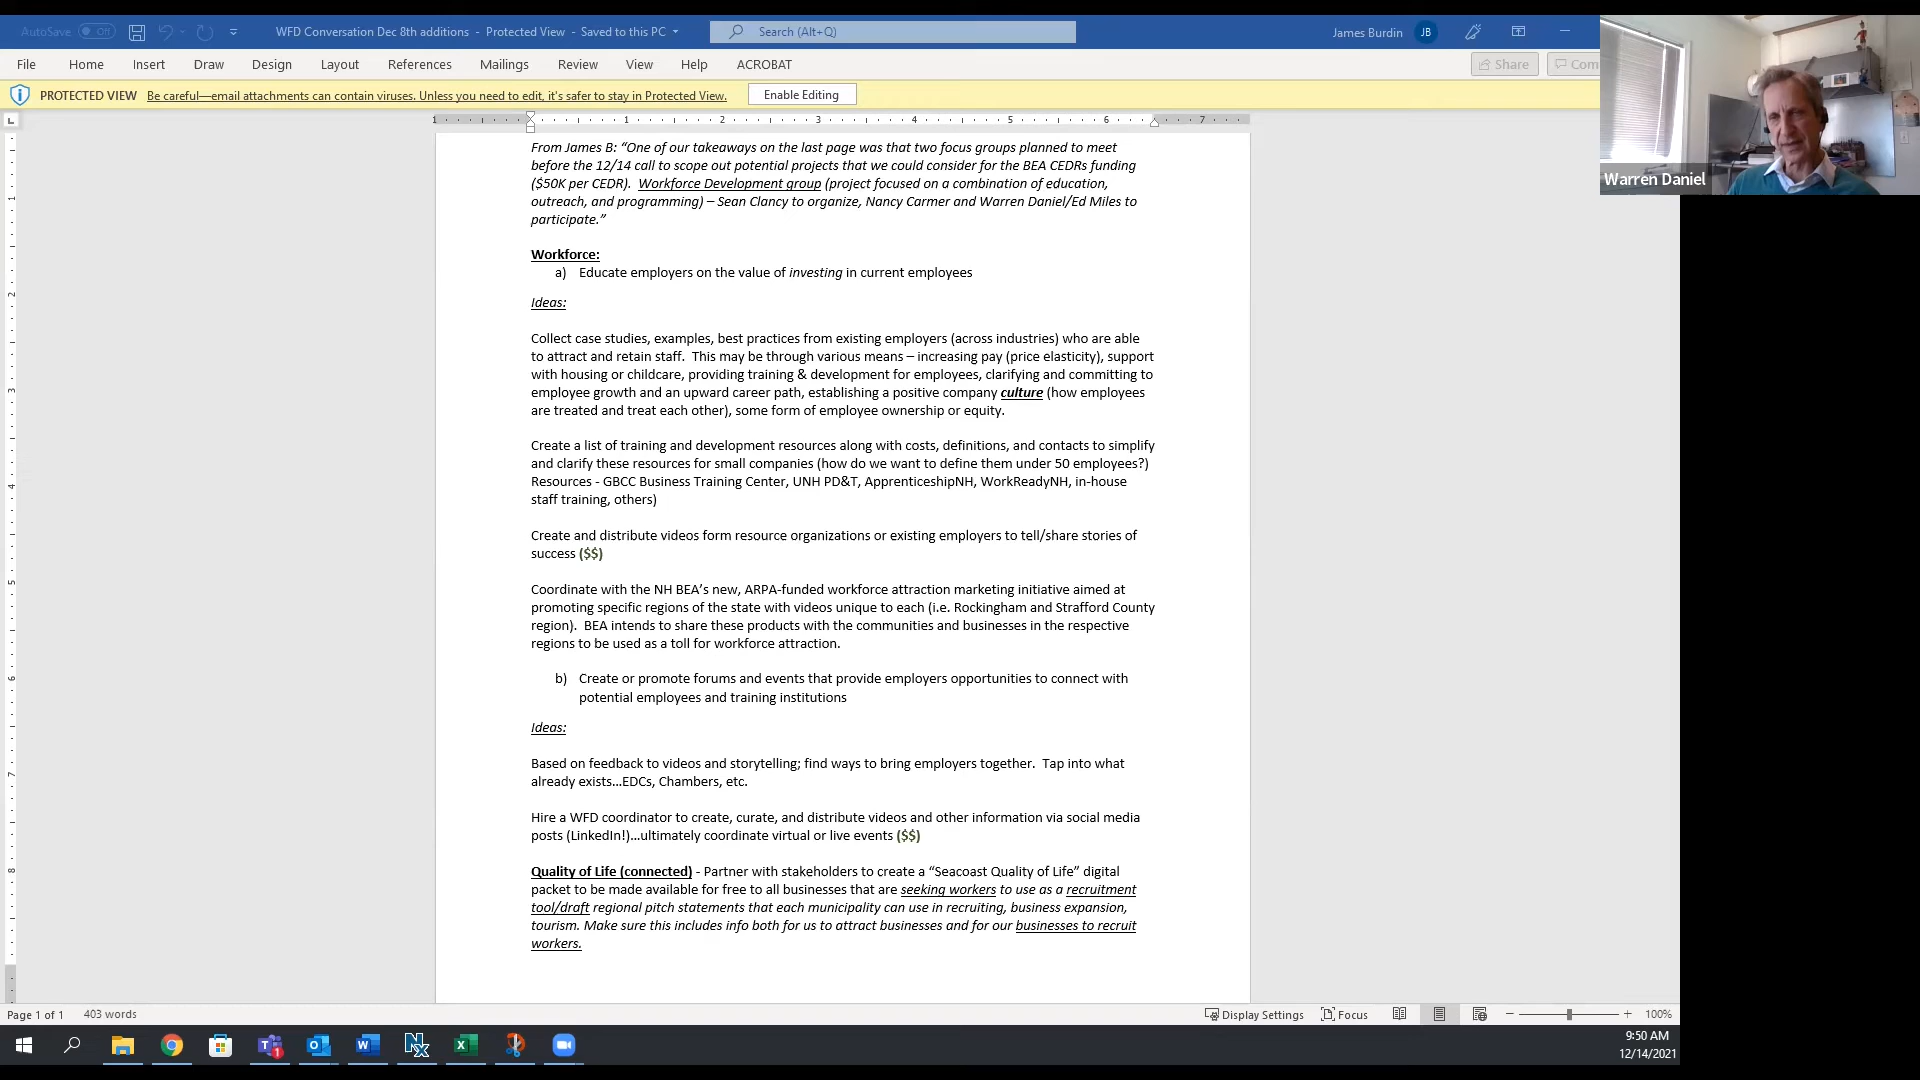 AutoSave Off WFD Conversation Dec 8th additions - Protected View - Saved to this PC Search (Alt+Q) James Burdin JB
File Home Insert Draw Design Layout References Mailings Review View Help ACROBAT Share Com
PROTECTED VIEW Be careful—email attachments can contain viruses. Unless you need to edit, it's safer to stay in Protected View. Enable Editing
Warren Daniel
1 1 2 3 4 5 6 7
From James B: “One of our takeaways on the last page was that two focus groups planned to meet
before the 12/14 call to scope out potential projects that we could consider for the BEA CEDRs funding
($50K per CEDR). Workforce Development group (project focused on a combination of education,
outreach, and programming) – Sean Clancy to organize, Nancy Carmer and Warren Daniel/Ed Miles to
participate.”
Workforce:
a) Educate employers on the value of investing in current employees
Ideas:
Collect case studies, examples, best practices from existing employers (across industries) who are able
to attract and retain staff. This may be through various means – increasing pay (price elasticity), support
with housing or childcare, providing training & development for employees, clarifying and committing to
employee growth and an upward career path, establishing a positive company culture (how employees
are treated and treat each other), some form of employee ownership or equity.
Create a list of training and development resources along with costs, definitions, and contacts to simplify
and clarify these resources for small companies (how do we want to define them under 50 employees?)
Resources - GBCC Business Training Center, UNH PD&T, ApprenticeshipNH, WorkReadyNH, in-house
staff training, others)
Create and distribute videos form resource organizations or existing employers to tell/share stories of
success ($$)
Coordinate with the NH BEA’s new, ARPA-funded workforce attraction marketing initiative aimed at
promoting specific regions of the state with videos unique to each (i.e. Rockingham and Strafford County
region). BEA intends to share these products with the communities and businesses in the respective
regions to be used as a toll for workforce attraction.
b) Create or promote forums and events that provide employers opportunities to connect with
potential employees and training institutions
Ideas:
Based on feedback to videos and storytelling; find ways to bring employers together. Tap into what
already exists…EDCs, Chambers, etc.
Hire a WFD coordinator to create, curate, and distribute videos and other information via social media
posts (LinkedIn!)…ultimately coordinate virtual or live events ($$)
Quality of Life (connected) - Partner with stakeholders to create a “Seacoast Quality of Life” digital
packet to be made available for free to all businesses that are seeking workers to use as a recruitment
tool/draft regional pitch statements that each municipality can use in recruiting, business expansion,
tourism. Make sure this includes info both for us to attract businesses and for our businesses to recruit
workers.
Page 1 of 1 403 words Display Settings Focus 100%
9:50 AM
12/14/2021